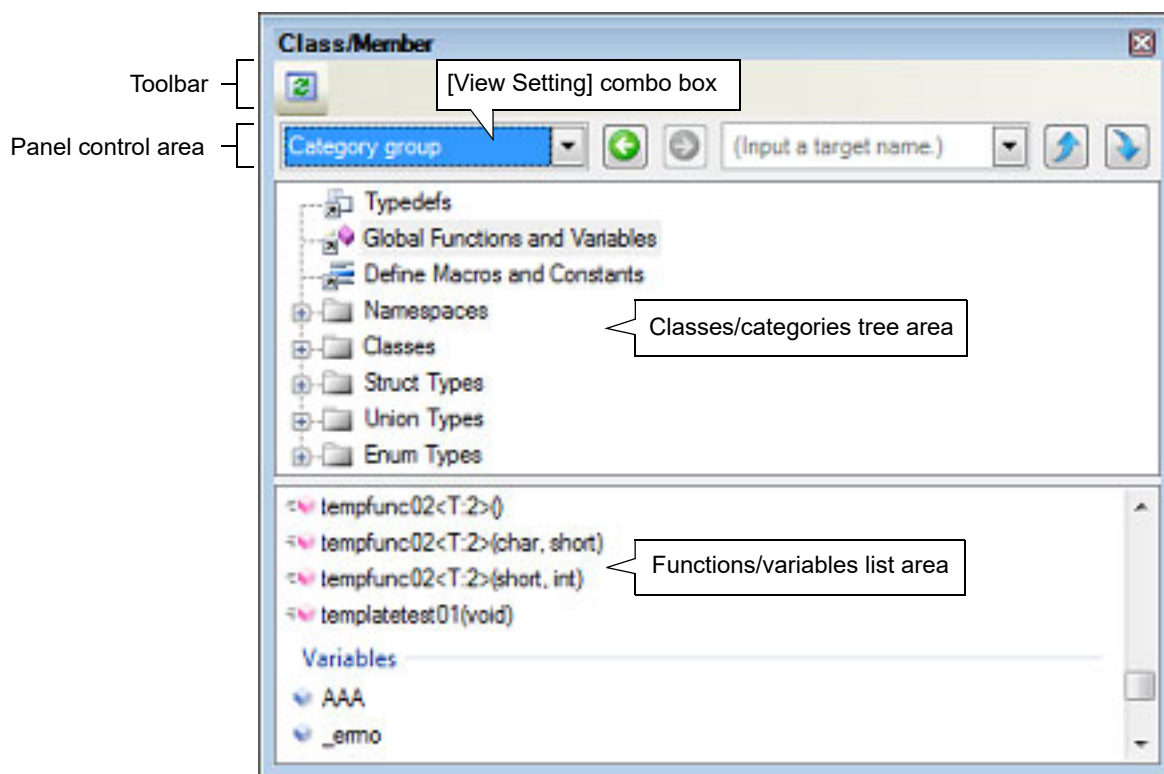 Class/Member
Toolbar
[View Setting] combo box
Panel control area
Category group
(Input a target name.)
Typedefs
Global Functions and Variables
Define Macros and Constants
Namespaces
Classes/categories tree area
Classes
Struct Types
Union Types
Enum Types
tempfunc02<T:2>()
tempfunc02<T:2>(char, short)
Functions/variables list area
tempfunc02<T:2>(short, int)
templatetest01(void)
Variables
AAA
_errno